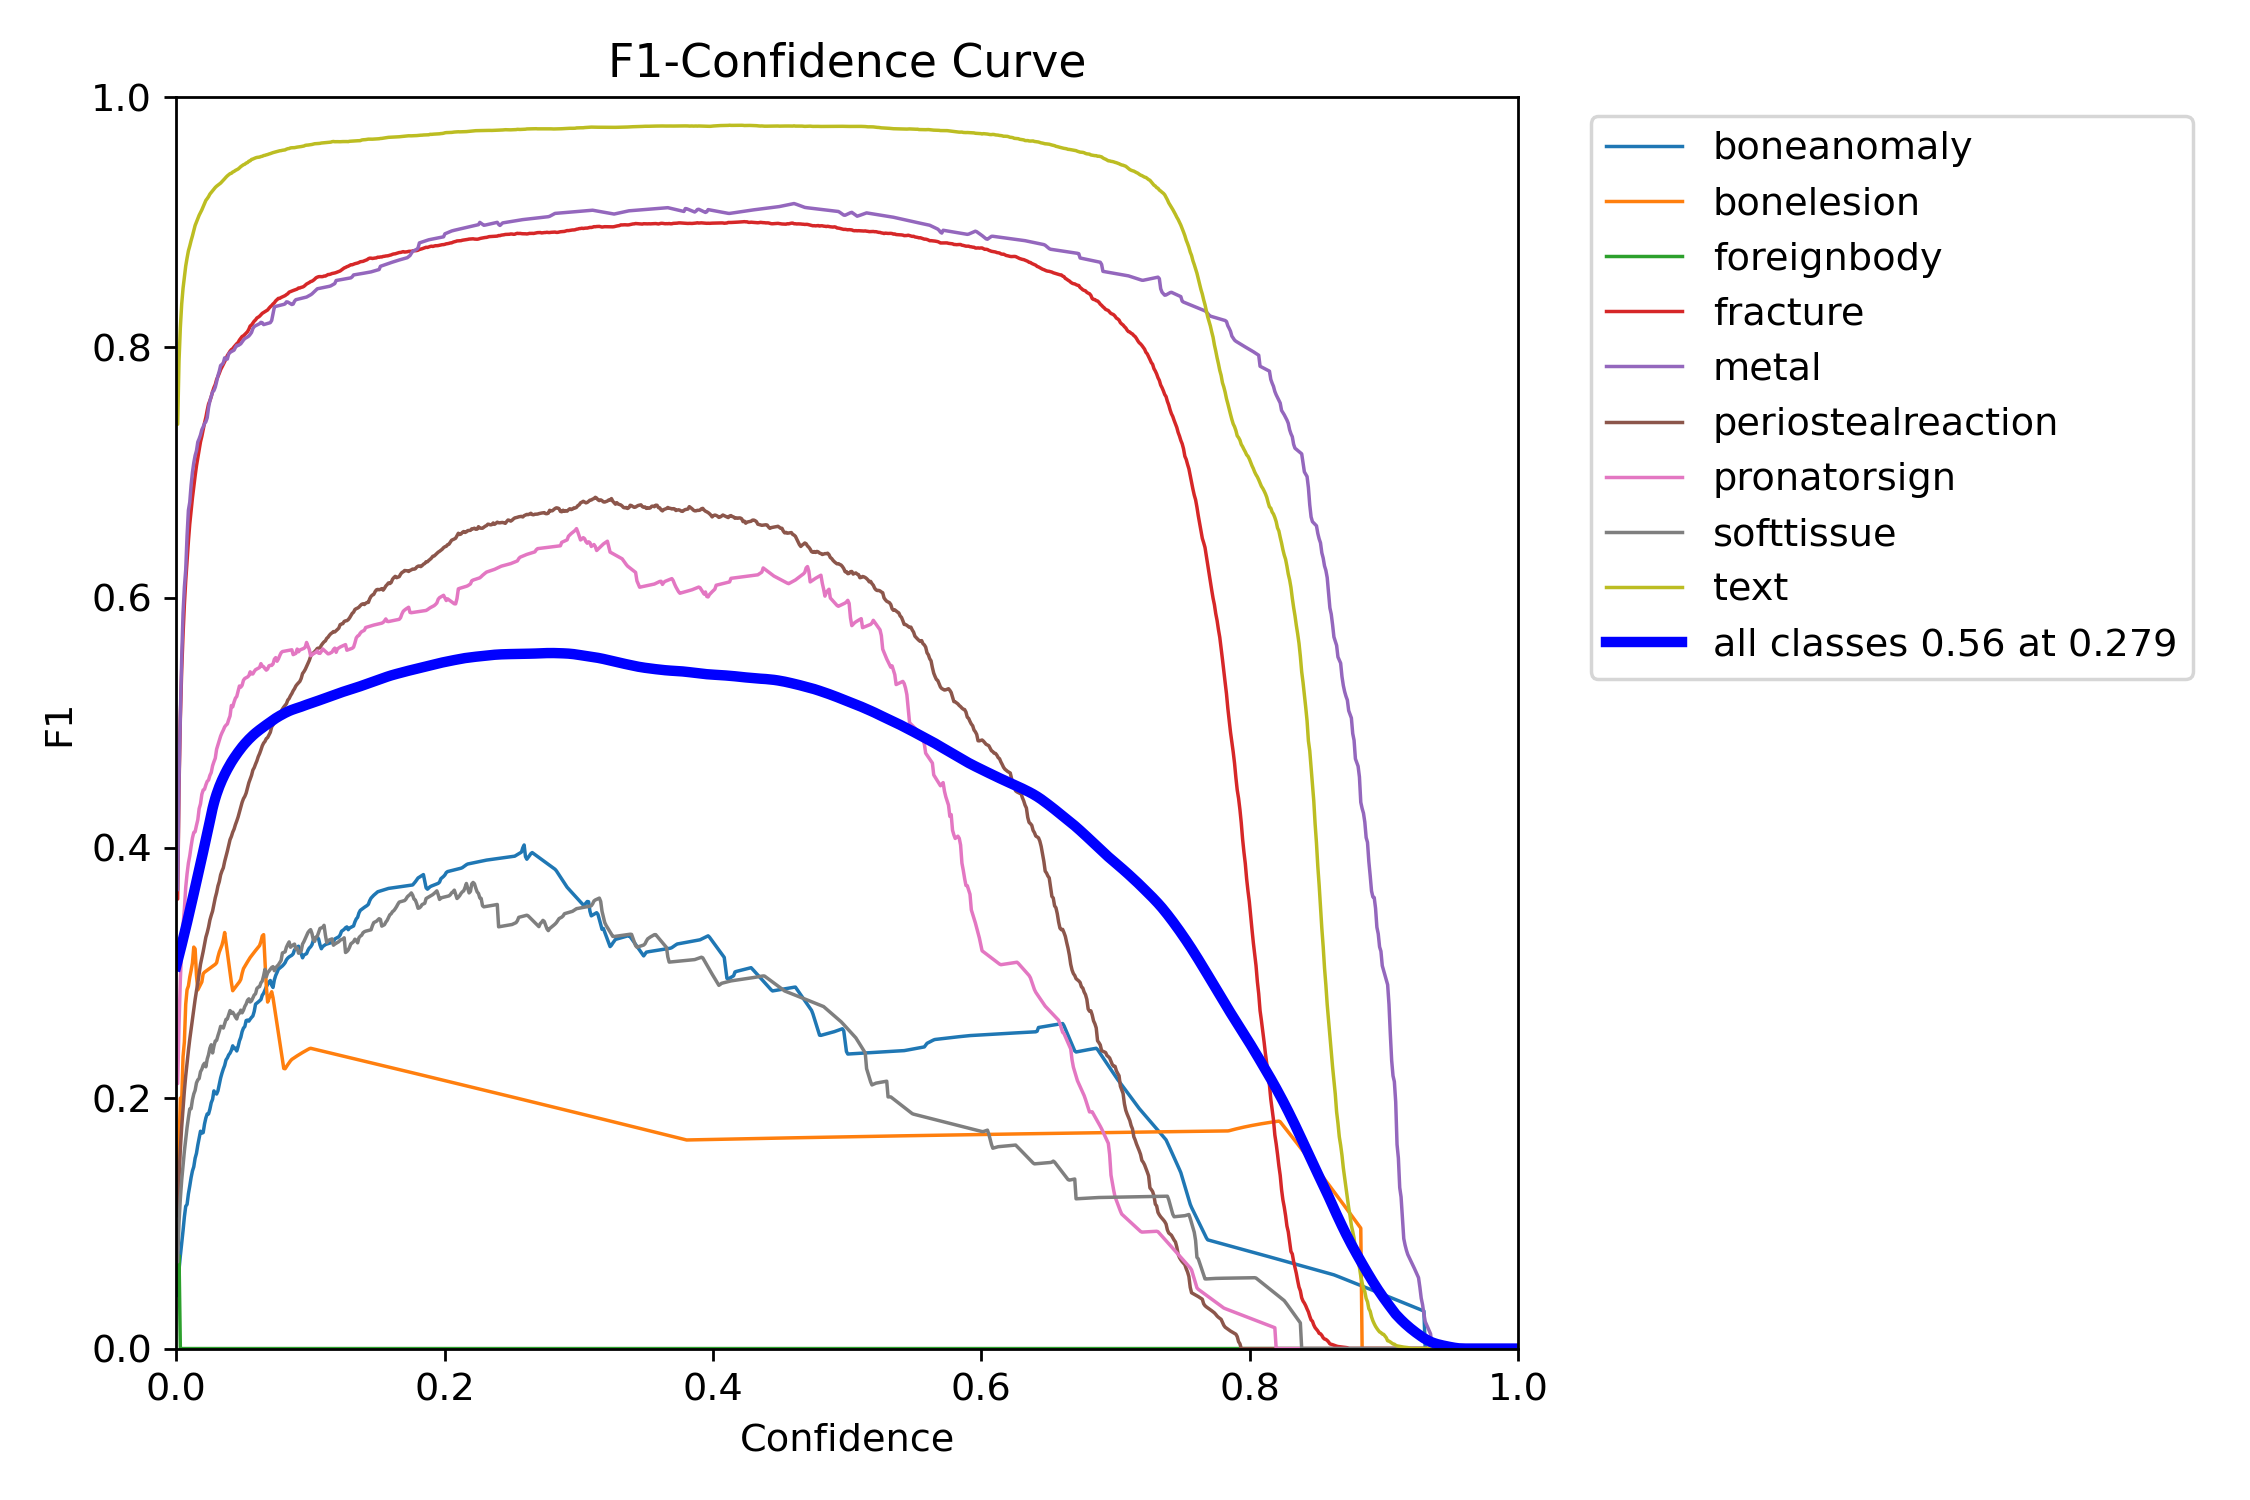 F1-Confidence Curve
1.0
0.8
0.6
0.4
0.2
0.0
F1
0.0 0.2 0.4 0.6 0.8 1.0
Confidence
boneanomaly
bonelesion
foreignbody
fracture
metal
periostealreaction
pronatorsign
softtissue
text
all classes 0.56 at 0.279